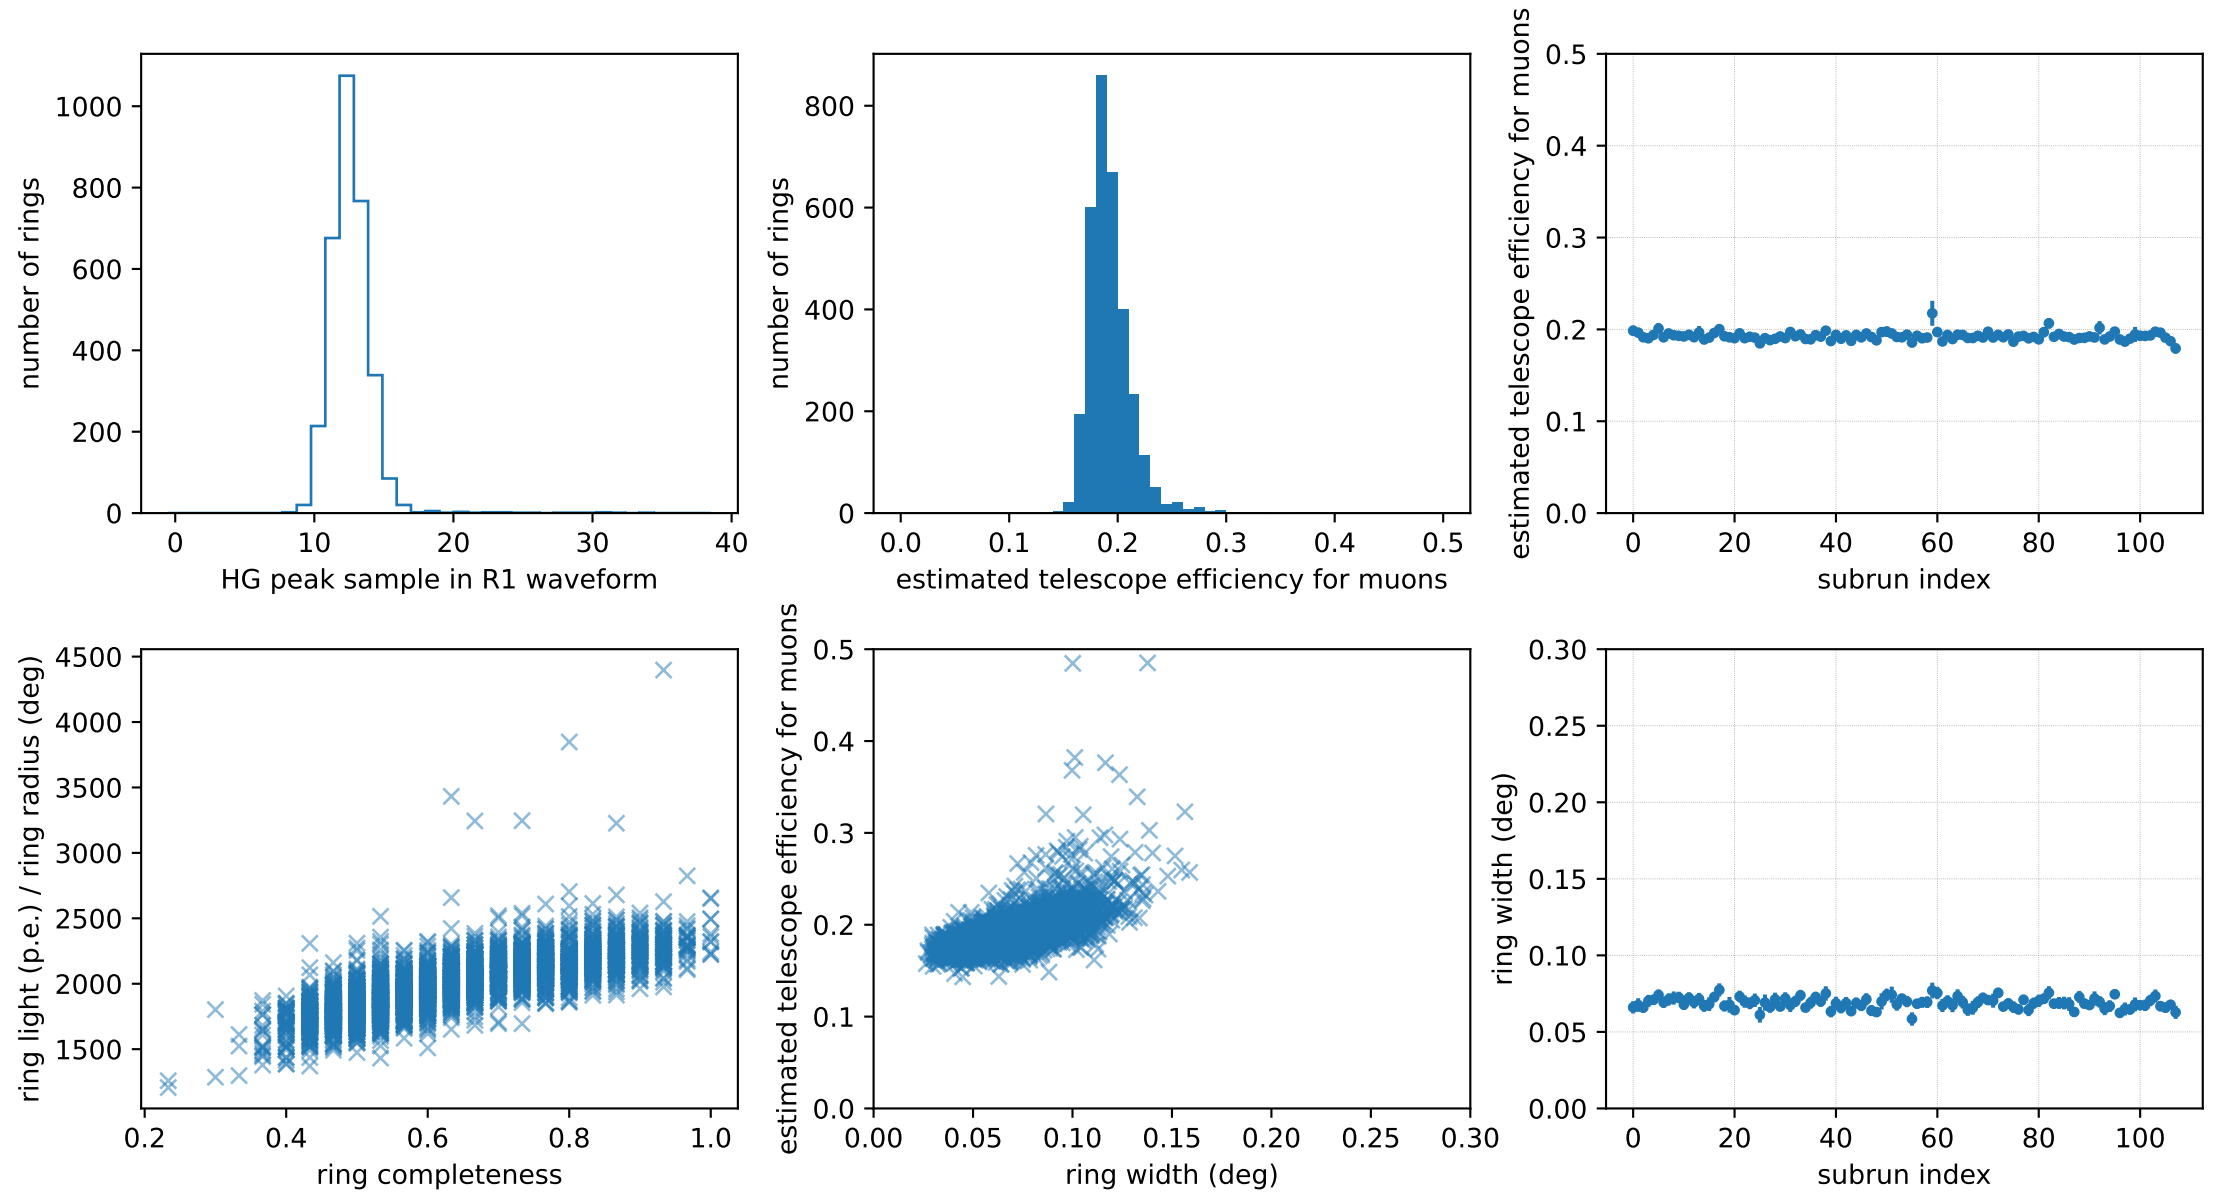 number of rings
1000
800
600
400
200
0
0 10 20 30 40
HG peak sample in R1 waveform
number of rings
800
600
400
200
0
0.0 0.1 0.2 0.3 0.4 0.5
estimated telescope efficiency for muons
estimated telescope efficiency for muons
0.5
0.4
0.3
0.2
0.1
0.0
0 20 40 60 80 100
subrun index
ring light (p.e.) / ring radius (deg)
4500
4000
3500
3000
2500
2000
1500
0.2 0.4 0.6 0.8 1.0
ring completeness
estimated telescope efficiency for muons
0.5
0.4
0.3
0.2
0.1
0.0
0.00 0.05 0.10 0.15 0.20 0.25 0.30
ring width (deg)
ring width (deg)
0.30
0.25
0.20
0.15
0.10
0.05
0.00
0 20 40 60 80 100
subrun index